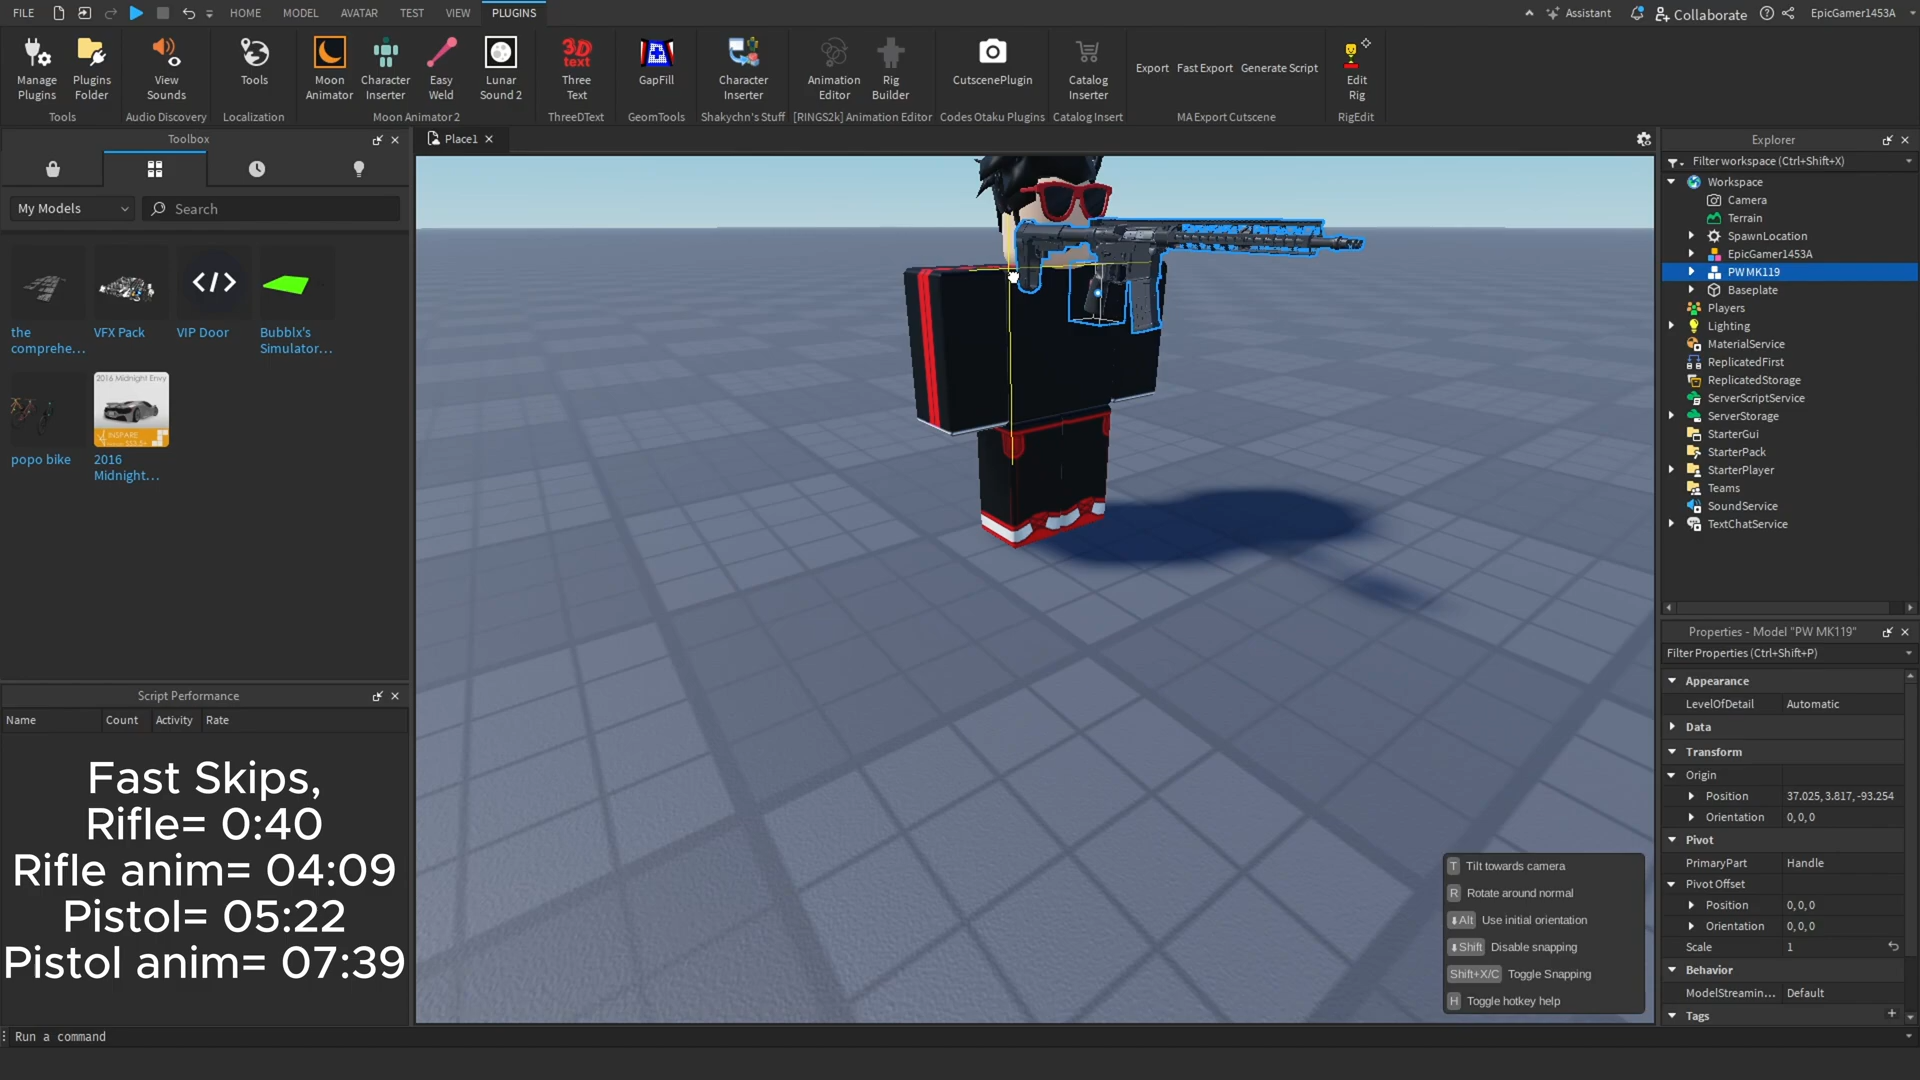 FILE HOME MODEL AVATAR TEST VIEW PLUGINS Assistant Collaborate EpicGamer1453A
Manage Plugins
Plugins Folder
View Sounds
Tools
Moon Animator
Character Inserter
Easy Weld
Lunar Sound 2
Three Text
3D text
GapFill
Character Inserter
Animation Editor
Rig Builder
CutscenePlugin
Catalog Inserter
Export Fast Export Generate Script
Edit Rig
Tools Audio Discovery Localization Moon Animator 2 ThreeDText GeomTools Shakychn's Stuff [RINGS2k] Animation Editor Codes Otaku Plugins Catalog Insert MA Export Cutscene RigEdit
Toolbox
My Models
Search
the comprehe...
VFX Pack
VIP Door
Bubblx's Simulator...
popo bike
2016 Midnight Envy
INSPARE
2016 Midnight...
Script Performance
Name Count Activity Rate
Fast Skips,
Rifle= 0:40
Rifle anim= 04:09
Pistol= 05:22
Pistol anim= 07:39
Run a command
Place1
T Tilt towards camera
R Rotate around normal
Alt Use initial orientation
Shift Disable snapping
Shift+X/C Toggle Snapping
H Toggle hotkey help
Explorer
Filter workspace (Ctrl+Shift+X)
Workspace
Camera
Terrain
SpawnLocation
EpicGamer1453A
PW MK119
Baseplate
Players
Lighting
MaterialService
ReplicatedFirst
ReplicatedStorage
ServerScriptService
ServerStorage
StarterGui
StarterPack
StarterPlayer
Teams
SoundService
TextChatService
Properties - Model "PW MK119"
Filter Properties (Ctrl+Shift+P)
Appearance
LevelOfDetail Automatic
Data
Transform
Origin
Position 37.025, 3.817, -93.254
Orientation 0, 0, 0
Pivot
PrimaryPart Handle
Pivot Offset
Position 0, 0, 0
Orientation 0, 0, 0
Scale 1
Behavior
ModelStreamin... Default
Tags